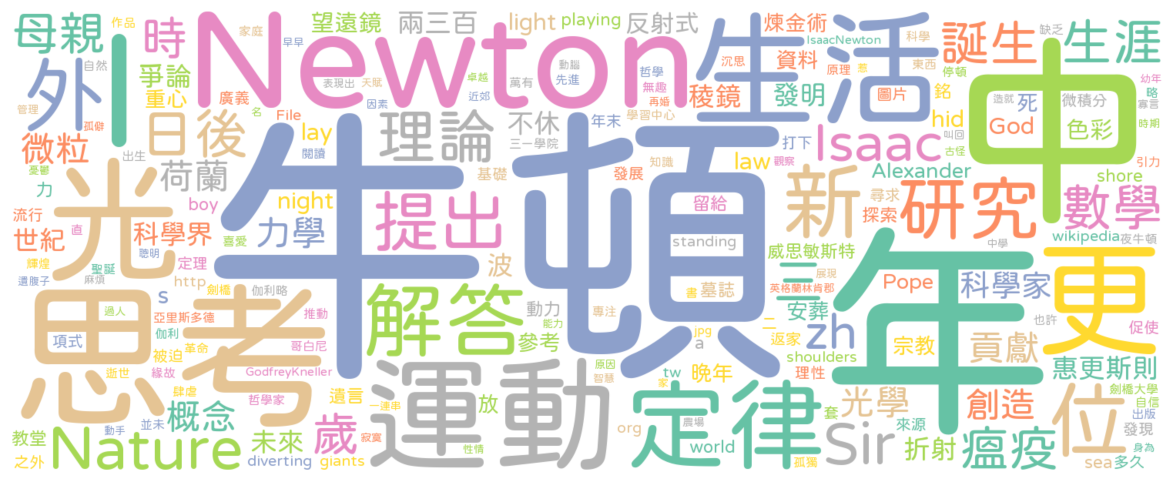 母親
時
Newton
望遠鏡
兩三百
light
playing
反射式
生活
煉金術
IsaacNewton
科學
誕生
生涯
家庭
作品
早早
自然
外
l
爭論
重心
表現出
天賦
廣義
動腦
卓越
萬有
先進
近郊
哲學
無趣
再婚
學習中心
沉思
資料
原理
惹
東西
停頓
缺乏
幼年
略
寡言
稜鏡
發明
圖片
銘
死
造就
微積分
中
管理
孤僻
名
因素
File
日後
理論
不休
年末
三一學院
Isaac
hid
God
色彩
叫回
時期
微粒
出生
lay
閱讀
牛頓
基礎
知識
發展
law
打下
觀察
Alexander
古怪
引力
憂鬱
力
荷蘭
boy
night
留給
新
尋求
探索
研究
shore
數學
流行
世紀
直
聰明
科學界
喜愛
力學
提出
波
standing
威思敏斯特
wikipedia
夜牛頓
輝煌
聖誕
定理
光
遺腹子
麻煩
http
劍橋
伽利略
解答
動力
專注
書
墓誌
展現
三
中學
科學家
年
更
思考
s
過人
亞里斯多德
推動
能力
參考
jpg
a
二
英格蘭林肯郡
安葬
Pope
也許
促使
項式
伽利
哥白尼
運動
原因
智慧
shoulders
返家
zh
宗教
貢獻
惠更斯則
被迫
革命
逝世
緣故
GodfreyKneller
tw
家
晚年
理性
肆虐
遺言
一連串
放
定律
套
光學
創造
位
劍橋大學
自信
概念
哲學家
歲
農場
來源
出版
並未
org
world
Sir
折射
瘟疫
發現
教堂
動手
Nature
未來
寂寞
身為
之外
diverting
giants
性情
孤獨
sea
多久